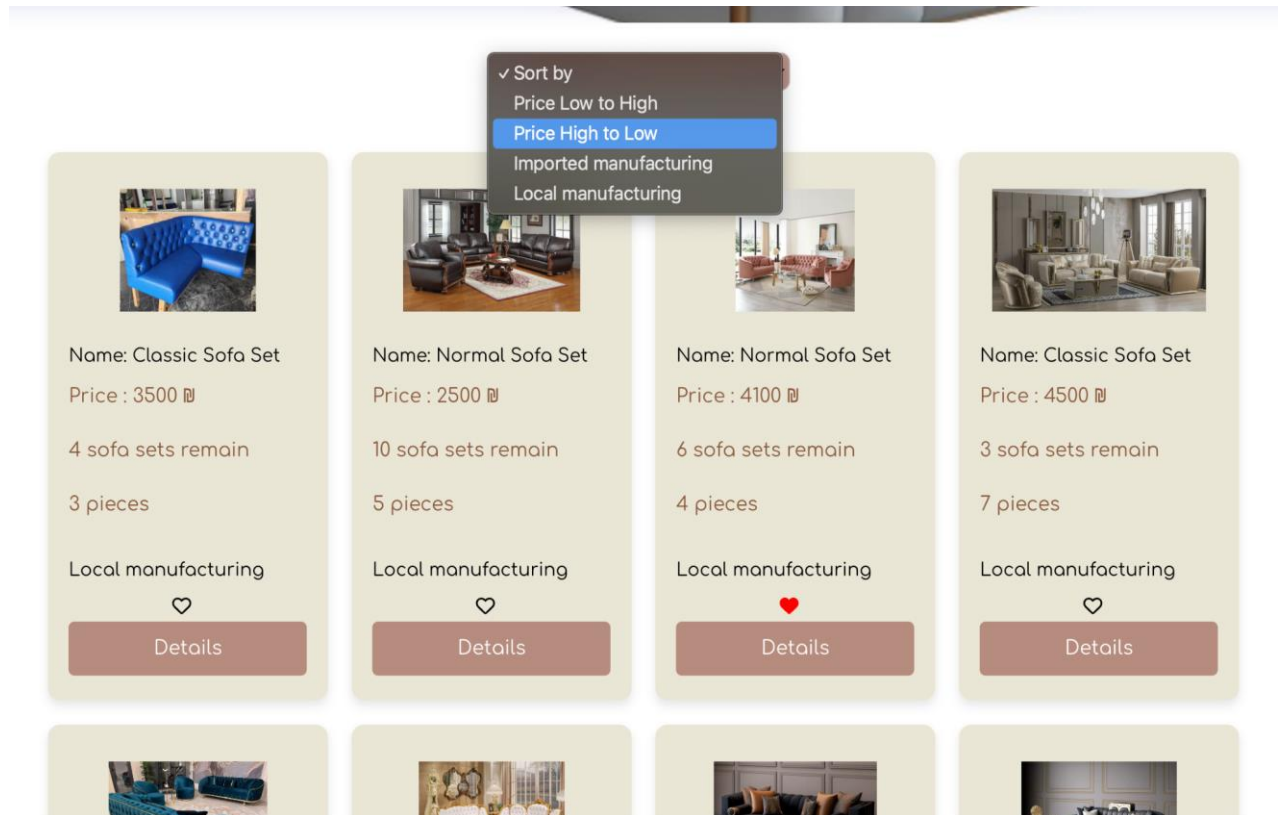 ✓ Sort by
Price Low to High
Price High to Low
Imported manufacturing
Local manufacturing
Name: Classic Sofa Set
Price : 3500 ₪
4 sofa sets remain
3 pieces
Local manufacturing
Details
Name: Normal Sofa Set
Price : 2500 ₪
10 sofa sets remain
5 pieces
Local manufacturing
Details
Name: Normal Sofa Set
Price : 4100 ₪
6 sofa sets remain
4 pieces
Local manufacturing
Details
Name: Classic Sofa Set
Price : 4500 ₪
3 sofa sets remain
7 pieces
Local manufacturing
Details